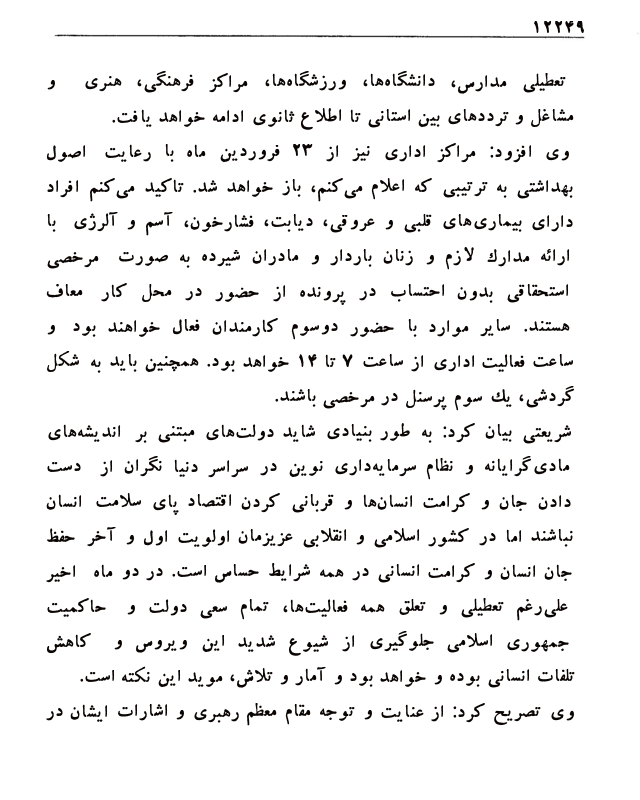 ۱۲۲۴۹
تعطیلی مدارس، دانشگاه‌ها، ورزشگاه‌ها، مراکز فرهنگی، هنری و
مشاغل و ترددهای بین استانی تا اطلاع ثانوی ادامه خواهد یافت.
وی افزود: مراکز اداری نیز از ۲۳ فروردین ماه با رعایت اصول
بهداشتی به ترتیبی که اعلام می‌کنم، باز خواهد شد. تاکید می‌کنم افراد
دارای بیماری‌های قلبی و عروقی، دیابت، فشارخون، آسم و آلرژی با
ارائه مدارك لازم و زنان باردار و مادران شیرده به صورت مرخصی
استحقاقی بدون احتساب در پرونده از حضور در محل کار معاف
هستند. سایر موارد با حضور دوسوم کارمندان فعال خواهند بود و
ساعت فعالیت اداری از ساعت ۷ تا ۱۴ خواهد بود. همچنین باید به شکل
گردشی، یك سوم پرسنل در مرخصی باشند.
شریعتی بیان کرد: به طور بنیادی شاید دولت‌های مبتنی بر اندیشه‌های
مادی‌گرایانه و نظام سرمایه‌داری نوین در سراسر دنیا نگران از دست
دادن جان و کرامت انسان‌ها و قربانی کردن اقتصاد پای سلامت انسان
نباشند اما در کشور اسلامی و انقلابی عزیزمان اولویت اول و آخر حفظ
جان انسان و کرامت انسانی در همه شرایط حساس است. در دو ماه اخیر
علی‌رغم تعطیلی و تعلق همه فعالیت‌ها، تمام سعی دولت و حاکمیت
جمهوری اسلامی جلوگیری از شیوع شدید این ویروس و کاهش
تلفات انسانی بوده و خواهد بود و آمار و تلاش، موید این نکته است.
وی تصریح کرد: از عنایت و توجه مقام معظم رهبری و اشارات ایشان در